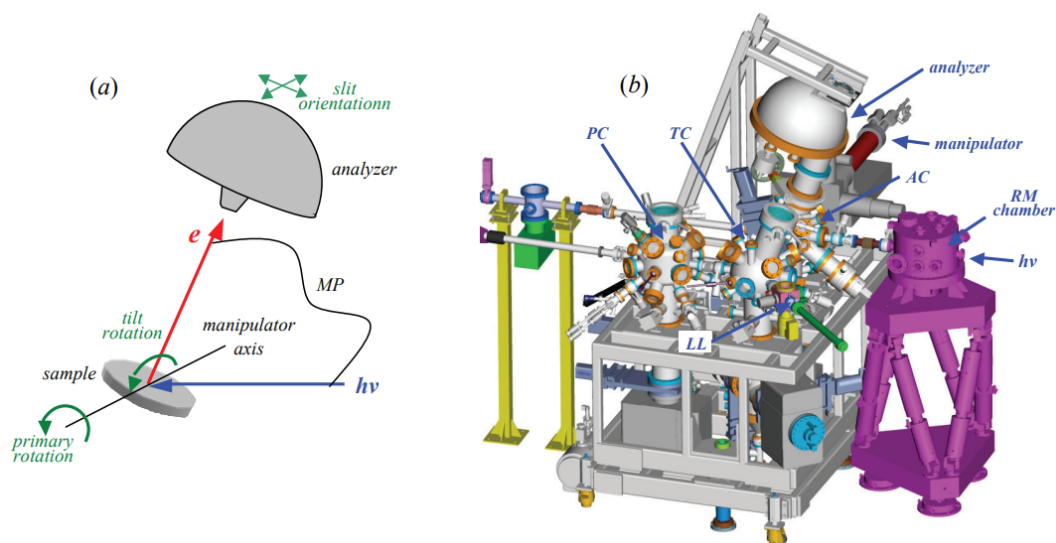 (a)
slit
orientationn
analyzer
e
MP
tilt
rotation
manipulator
axis
sample
hν
primary
rotation
(b)
analyzer
PC
TC
manipulator
AC
RM
chamber
hν
LL